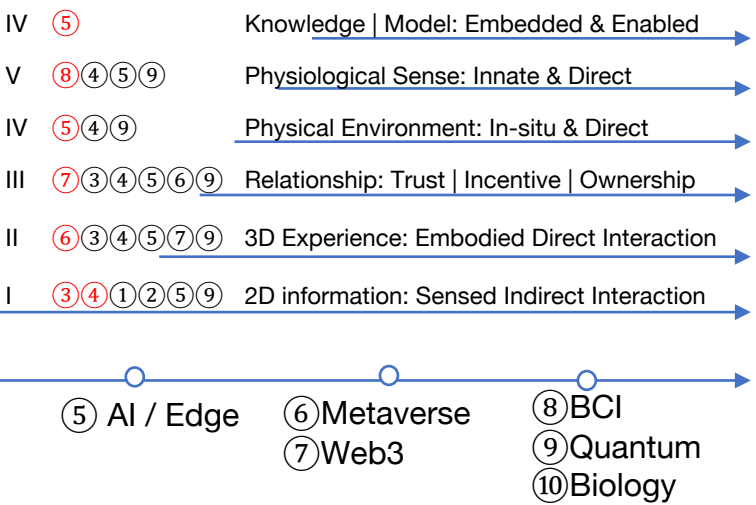 IV ⑤ Knowledge | Model: Embedded & Enabled
V ⑧④⑤⑨ Physiological Sense: Innate & Direct
IV ⑤④⑨ Physical Environment: In-situ & Direct
III ⑦③④⑤⑥⑨ Relationship: Trust | Incentive | Ownership
II ⑥③④⑤⑦⑨ 3D Experience: Embodied Direct Interaction
I ③④①②⑤⑨ 2D information: Sensed Indirect Interaction
⑤ AI / Edge
⑥Metaverse
⑦Web3
⑧BCI
⑨Quantum
⑩Biology